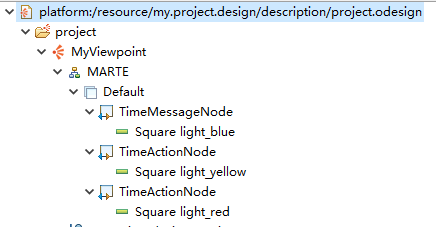 platform:/resource/my.project.design/description/project.odesign
project
MyViewpoint
MARTE
Default
TimeMessageNode
Square light_blue
TimeActionNode
Square light_yellow
TimeActionNode
Square light_red